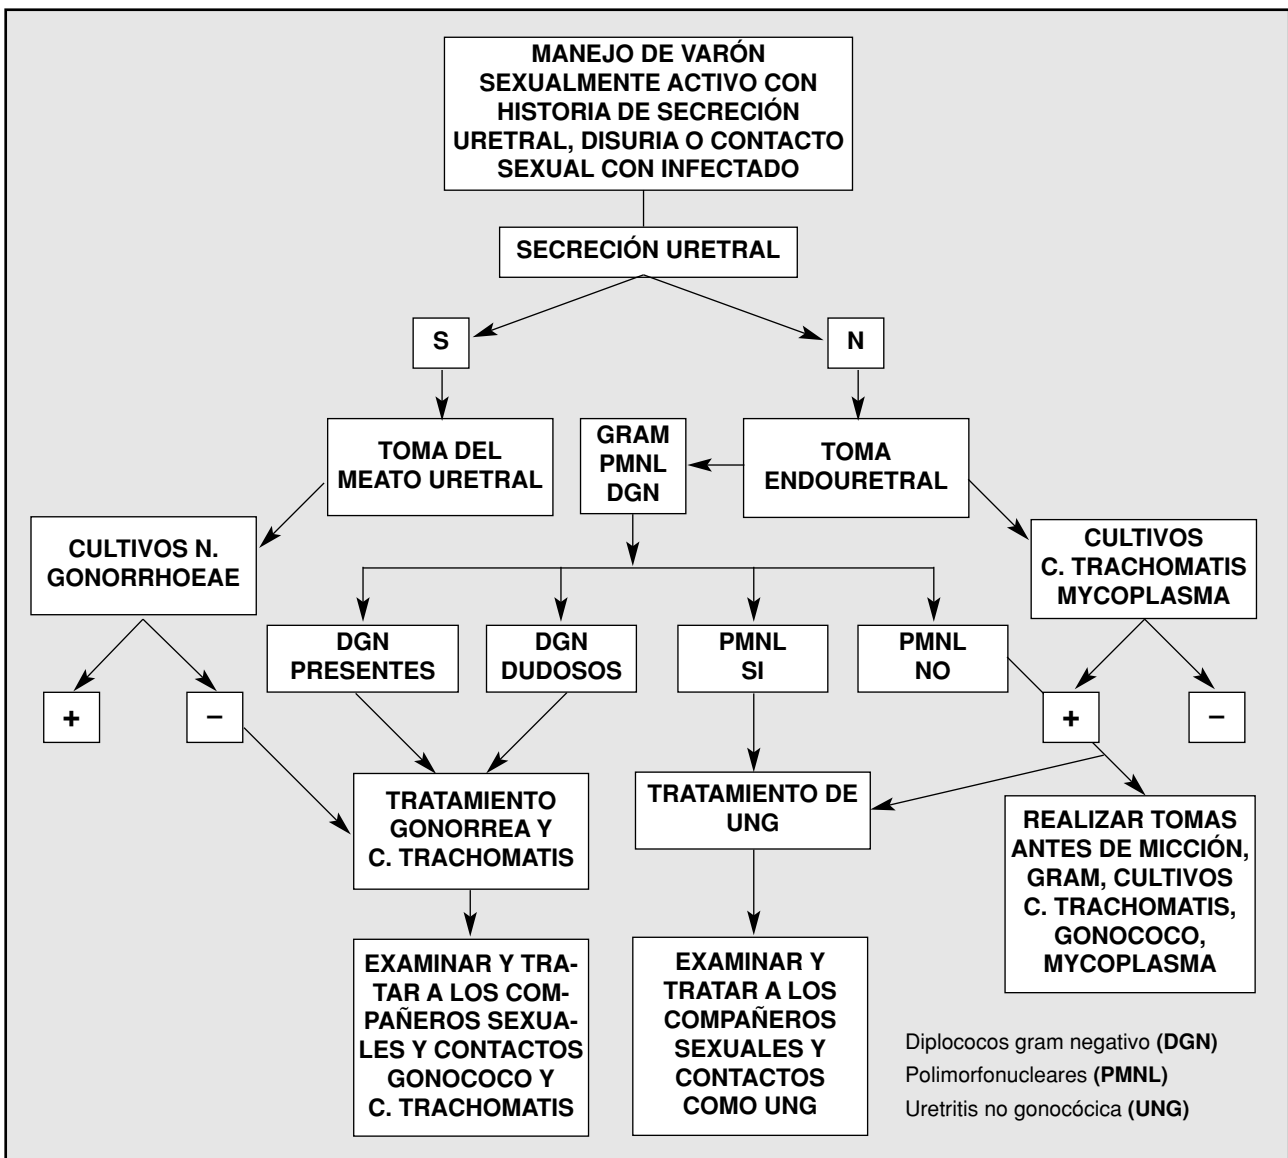 MANEJO DE VARÓN
SEXUALMENTE ACTIVO CON
HISTORIA DE SECRECIÓN
URETRAL, DISURIA O CONTACTO
SEXUAL CON INFECTADO
SECRECIÓN URETRAL
S
N
TOMA DEL
MEATO URETRAL
GRAM
PMNL
DGN
TOMA
ENDOURETRAL
CULTIVOS N.
GONORRHOEAE
CULTIVOS
C. TRACHOMATIS
MYCOPLASMA
DGN
PRESENTES
DGN
DUDOSOS
PMNL
SI
PMNL
NO
+
−
+
−
TRATAMIENTO
GONORREA Y
C. TRACHOMATIS
TRATAMIENTO DE
UNG
REALIZAR TOMAS
ANTES DE MICCIÓN,
GRAM, CULTIVOS
C. TRACHOMATIS,
GONOCOCO,
MYCOPLASMA
EXAMINAR Y TRA-
TAR A LOS COM-
PAÑEROS SEXUA-
LES Y CONTACTOS
GONOCOCO Y
C. TRACHOMATIS
EXAMINAR Y
TRATAR A LOS
COMPAÑEROS
SEXUALES Y
CONTACTOS
COMO UNG
Diplococos gram negativo (DGN)
Polimorfonucleares (PMNL)
Uretritis no gonocócica (UNG)